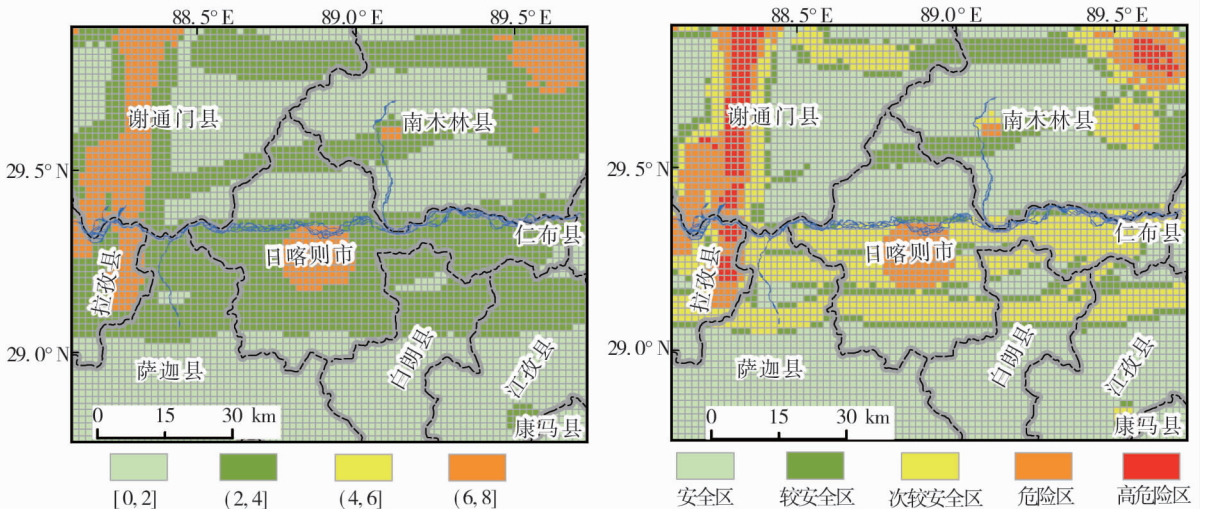 88.5° E 89.0° E 89.5° E
谢通门县
南木林县
29.5° N
仁布县
日喀则市
拉孜县
29.0° N
白朗县
江孜县
萨迦县
0 15 30 km
康马县
[0, 2] (2, 4] (4, 6] (6, 8]
88.5° E 89.0° E 89.5° E
谢通门县
南木林县
29.5° N
仁布县
日喀则市
拉孜县
29.0° N
白朗县
江孜县
萨迦县
0 15 30 km
康马县
安全区 较安全区 次较安全区 危险区 高危险区